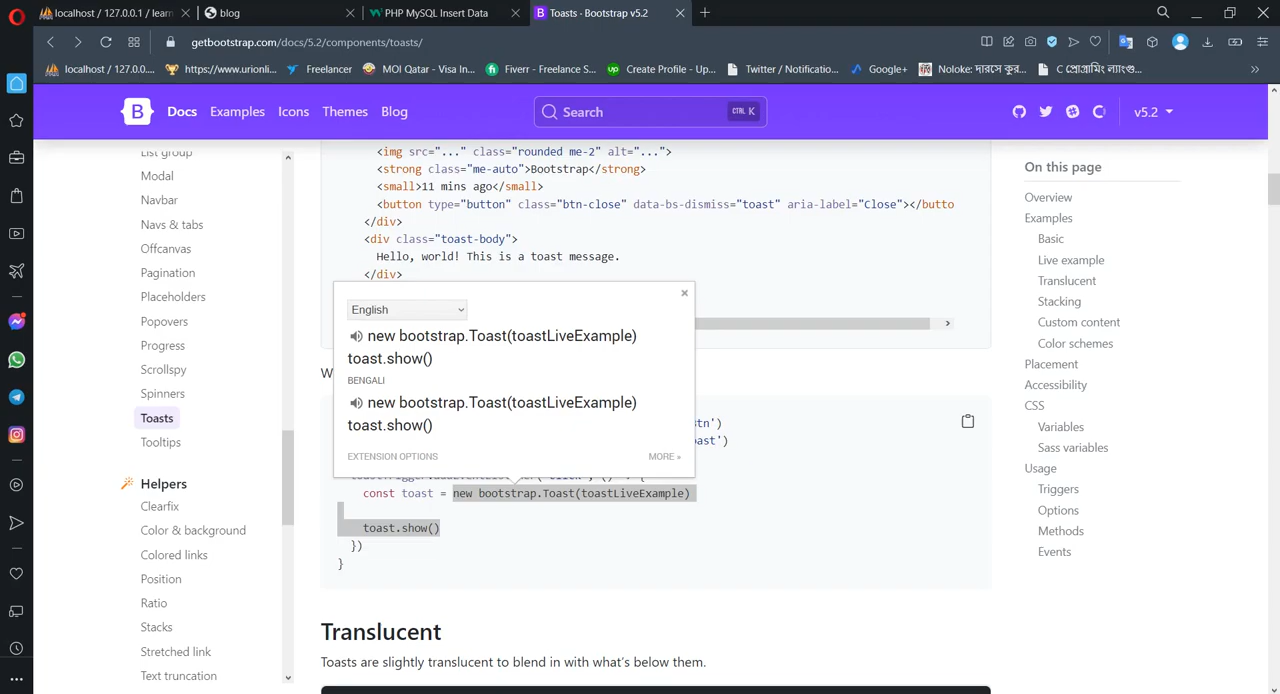 localhost / 127.0.0.1 / learn
blog
PHP MySQL Insert Data
Toasts · Bootstrap v5.2
getbootstrap.com/docs/5.2/components/toasts/
localhost / 127.0.0....
https://www.urionli...
Freelancer
MOI Qatar - Visa In...
Fiverr - Freelance S...
Create Profile - Up...
Twitter / Notificatio...
Google+
Noloke: দারসে কুর...
C প্রোগ্রামিং ল্যাংগু...
B
Docs
Examples
Icons
Themes
Blog
Search
CTRL K
v5.2
List group
Modal
Navbar
Navs & tabs
Offcanvas
Pagination
Placeholders
Popovers
Progress
Scrollspy
Spinners
Toasts
Tooltips
Helpers
Clearfix
Color & background
Colored links
Position
Ratio
Stacks
Stretched link
Text truncation
<img src="..." class="rounded me-2" alt="...">
<strong class="me-auto">Bootstrap</strong>
<small>11 mins ago</small>
<button type="button" class="btn-close" data-bs-dismiss="toast" aria-label="Close"></butto
</div>
<div class="toast-body">
Hello, world! This is a toast message.
</div>
English
new bootstrap.Toast(toastLiveExample)
toast.show()
BENGALI
new bootstrap.Toast(toastLiveExample)
toast.show()
EXTENSION OPTIONS
MORE »
W
tn')
ast')
const toast = new bootstrap.Toast(toastLiveExample)
toast.show()
})
}
Translucent
Toasts are slightly translucent to blend in with what's below them.
On this page
Overview
Examples
Basic
Live example
Translucent
Stacking
Custom content
Color schemes
Placement
Accessibility
CSS
Variables
Sass variables
Usage
Triggers
Options
Methods
Events